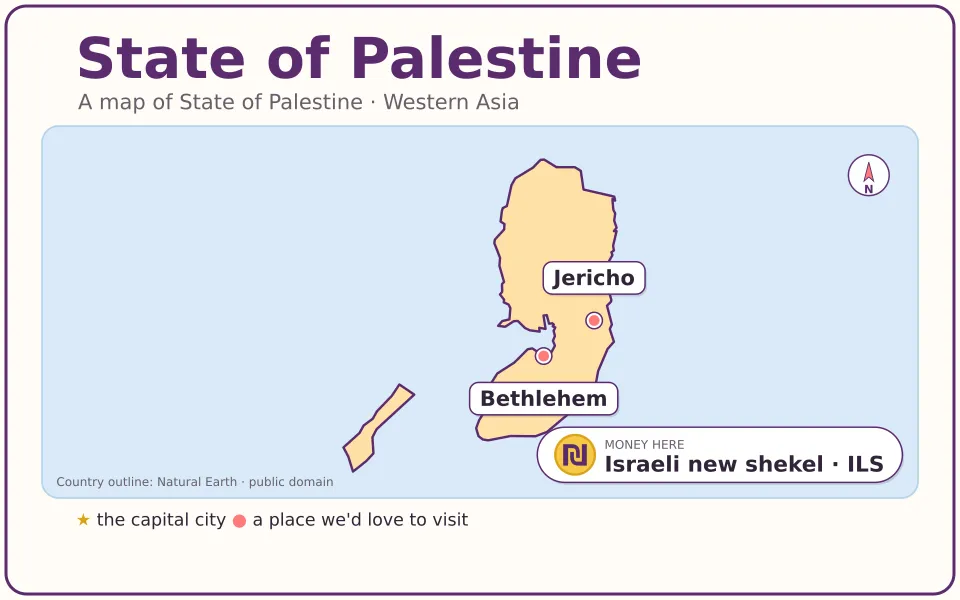 State of Palestine
A map of State of Palestine · Western Asia
N
Jericho
Bethlehem
MONEY HERE
₪ Israeli new shekel · ILS
Country outline: Natural Earth · public domain
★ the capital city ● a place we'd love to visit